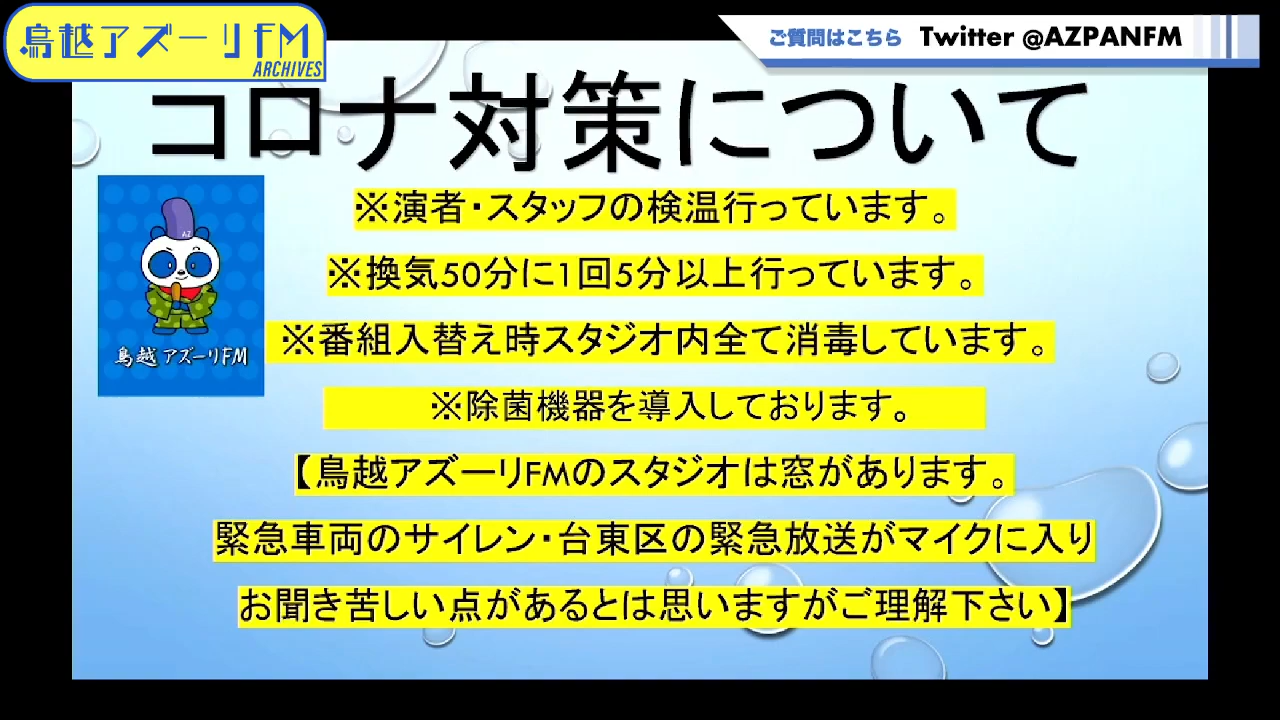 鳥越アズーリFM
ARCHIVES
ご質問はこちら Twitter @AZPANFM
コロナ対策について
※演者・スタッフの検温行っています。
※換気50分に1回5分以上行っています。
※番組入替え時スタジオ内全て消毒しています。
※除菌機器を導入しております。
AZ
鳥越アズーリFM
【鳥越アズーリFMのスタジオは窓があります。
緊急車両のサイレン・台東区の緊急放送がマイクに入り
お聞き苦しい点があるとは思いますがご理解下さい】